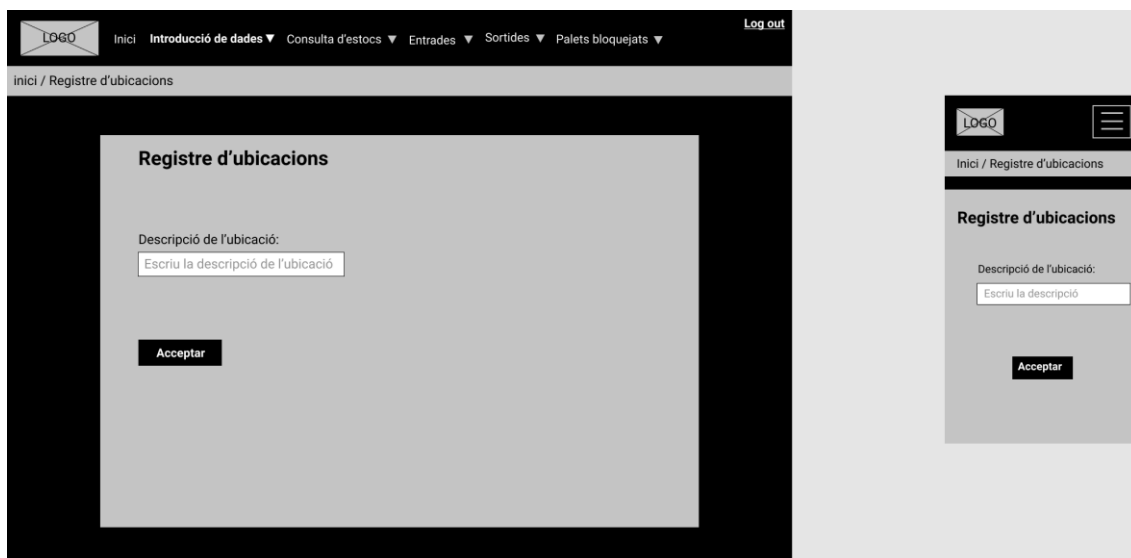 Log out
LOGO Inici Introducció de dades ▼ Consulta d'estocs ▼ Entrades ▼ Sortides ▼ Palets bloquejats ▼
inici / Registre d'ubicacions
Registre d'ubicacions
Descripció de l'ubicació:
Escriu la descripció de l'ubicació
Acceptar
LOGO
Inici / Registre d'ubicacions
Registre d'ubicacions
Descripció de l'ubicació:
Escriu la descripció
Acceptar